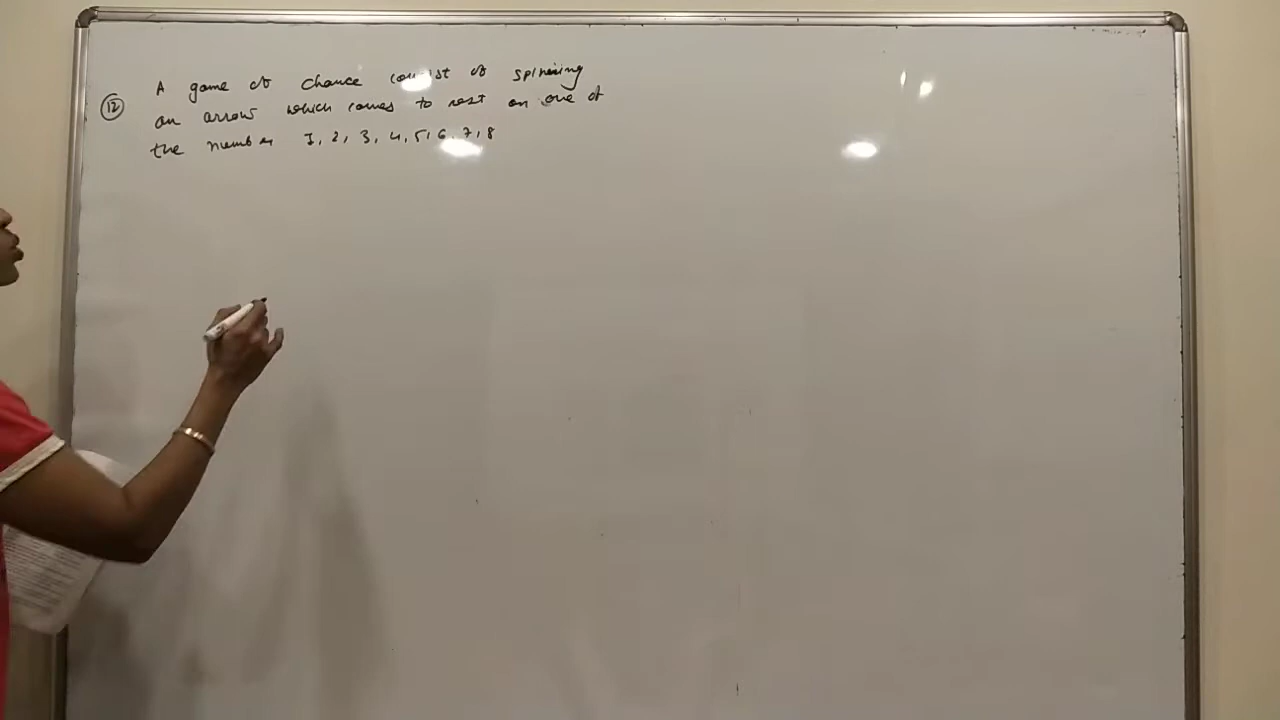 12 A game of chance consist of spinning
an arrow which comes to rest on one of
the number 1, 2, 3, 4, 5, 6, 7, 8